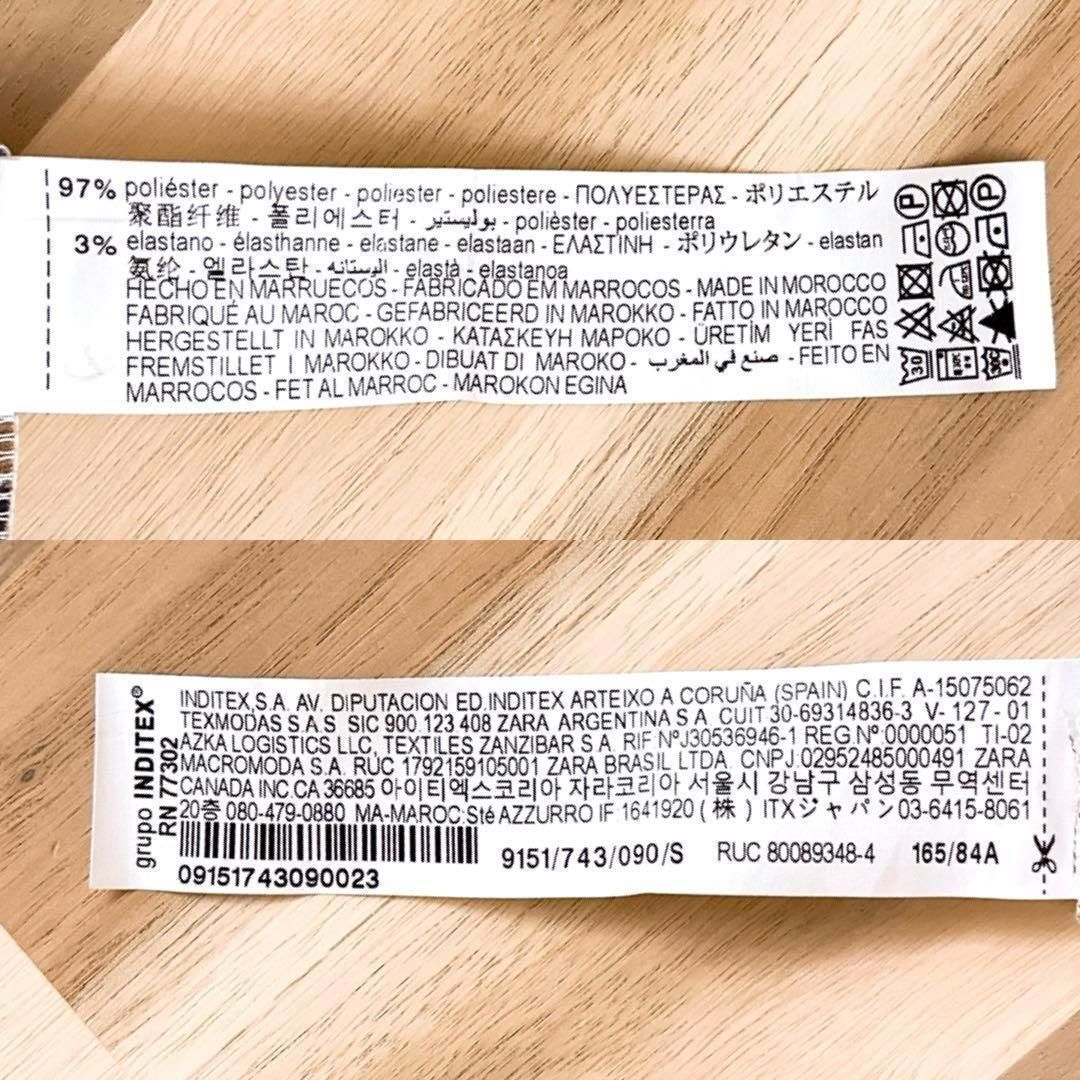 97% poliéster - polyester - poliester - poliestere - ΠΟΛΥΕΣΤΕΡΑΣ - ポリエステル
聚酯纤维 - 폴리에스터 - بوليستير - polièster - poliesterra
3% elastano - élasthanne - elastane - elastaan - ΕΛΑΣΤΙΝΗ - ポリウレタン - elastan
氨纶 - 엘라스탄 - الوستانه - elastà - elastanoa
HECHO EN MARRUECOS - FABRICADO EM MARROCOS - MADE IN MOROCCO
FABRIQUÉ AU MAROC - GEFABRICEERD IN MAROKKO - FATTO IN MAROCCO
HERGESTELLT IN MAROKKO - ΚΑΤΑΣΚΕΥΗ ΜΑΡΟΚΟ - ÜRETİM YERİ FAS
FREMSTILLET I MAROKKO - DIBUAT DI MAROKO - صنع في المغرب - FEITO EN
MARROCOS - FET AL MARROC - MAROKON EGINA
30
grupo INDITEX®
RN 77302
INDITEX,S.A. AV. DIPUTACION ED.INDITEX ARTEIXO A CORUÑA (SPAIN) C.I.F. A-15075062
TEXMODAS S.A.S SIC 900 123 408 ZARA ARGENTINA S A CUIT 30-69314836-3 V- 127 - 01
AZKA LOGISTICS LLC, TEXTILES ZANZIBAR S.A. RIF NºJ30536946-1 REG Nº 0000051 TI-02
MACROMODA S.A. RUC 1792159105001 ZARA BRASIL LTDA. CNPJ.02952485000491 ZARA
CANADA INC.CA 36685 아이티엑스코리아 자라코리아 서울시 강남구 삼성동 무역센터
20층 080-479-0880 MA-MAROC:Sté AZZURRO IF 1641920 ( 株 ) ITXジャパン 03-6415-8061
9151/743/090/S RUC 80089348-4 165/84A
09151743090023